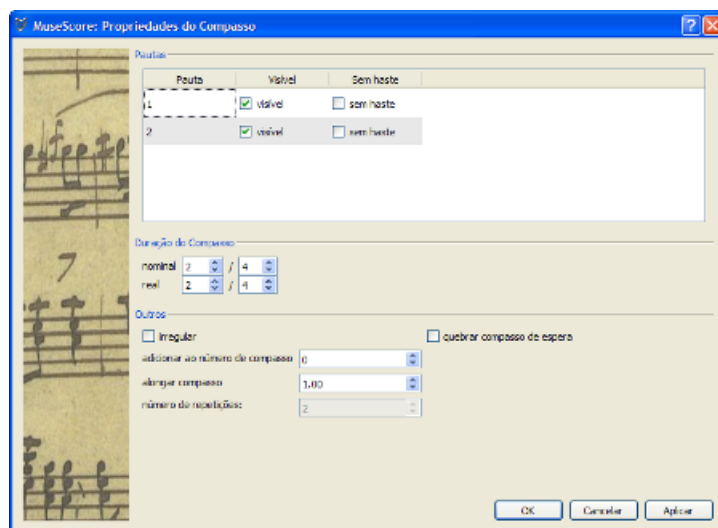 MuseScore: Propriedades do Compasso
Pautas
Pauta Visível Sem haste
1 visível sem haste
2 visível sem haste
Duração do Compasso
nominal 2 / 4
real 2 / 4
Outros
irregular quebrar compasso de espera
adicionar ao número de compasso 0
alongar compasso 1.00
número de repetições: 2
OK Cancelar Aplicar